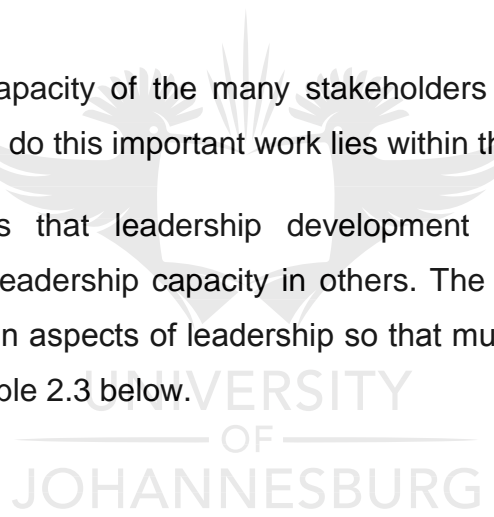 apacity of the many stakeholders
do this important work lies within th
s that leadership development
eadership capacity in others. The
n aspects of leadership so that mu
ble 2.3 below.
UNIVERSITY
OF
JOHANNESBURG